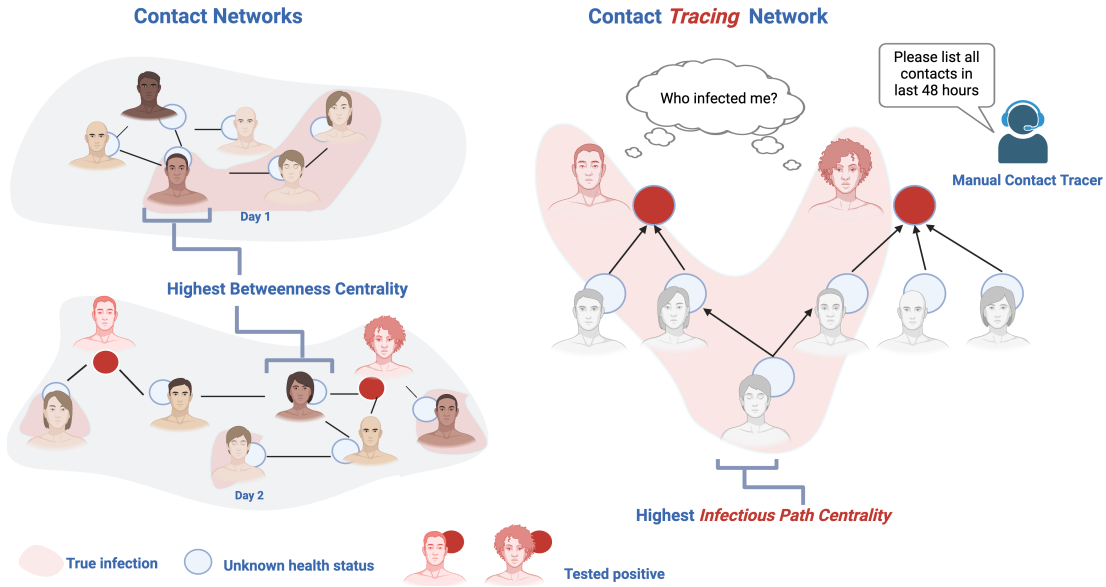 Contact Networks
Day 1
Highest Betweenness Centrality
Day 2
Contact Tracing Network
Who infected me?
Please list all
contacts in
last 48 hours
Manual Contact Tracer
Highest Infectious Path Centrality
True infection
Unknown health status
Tested positive